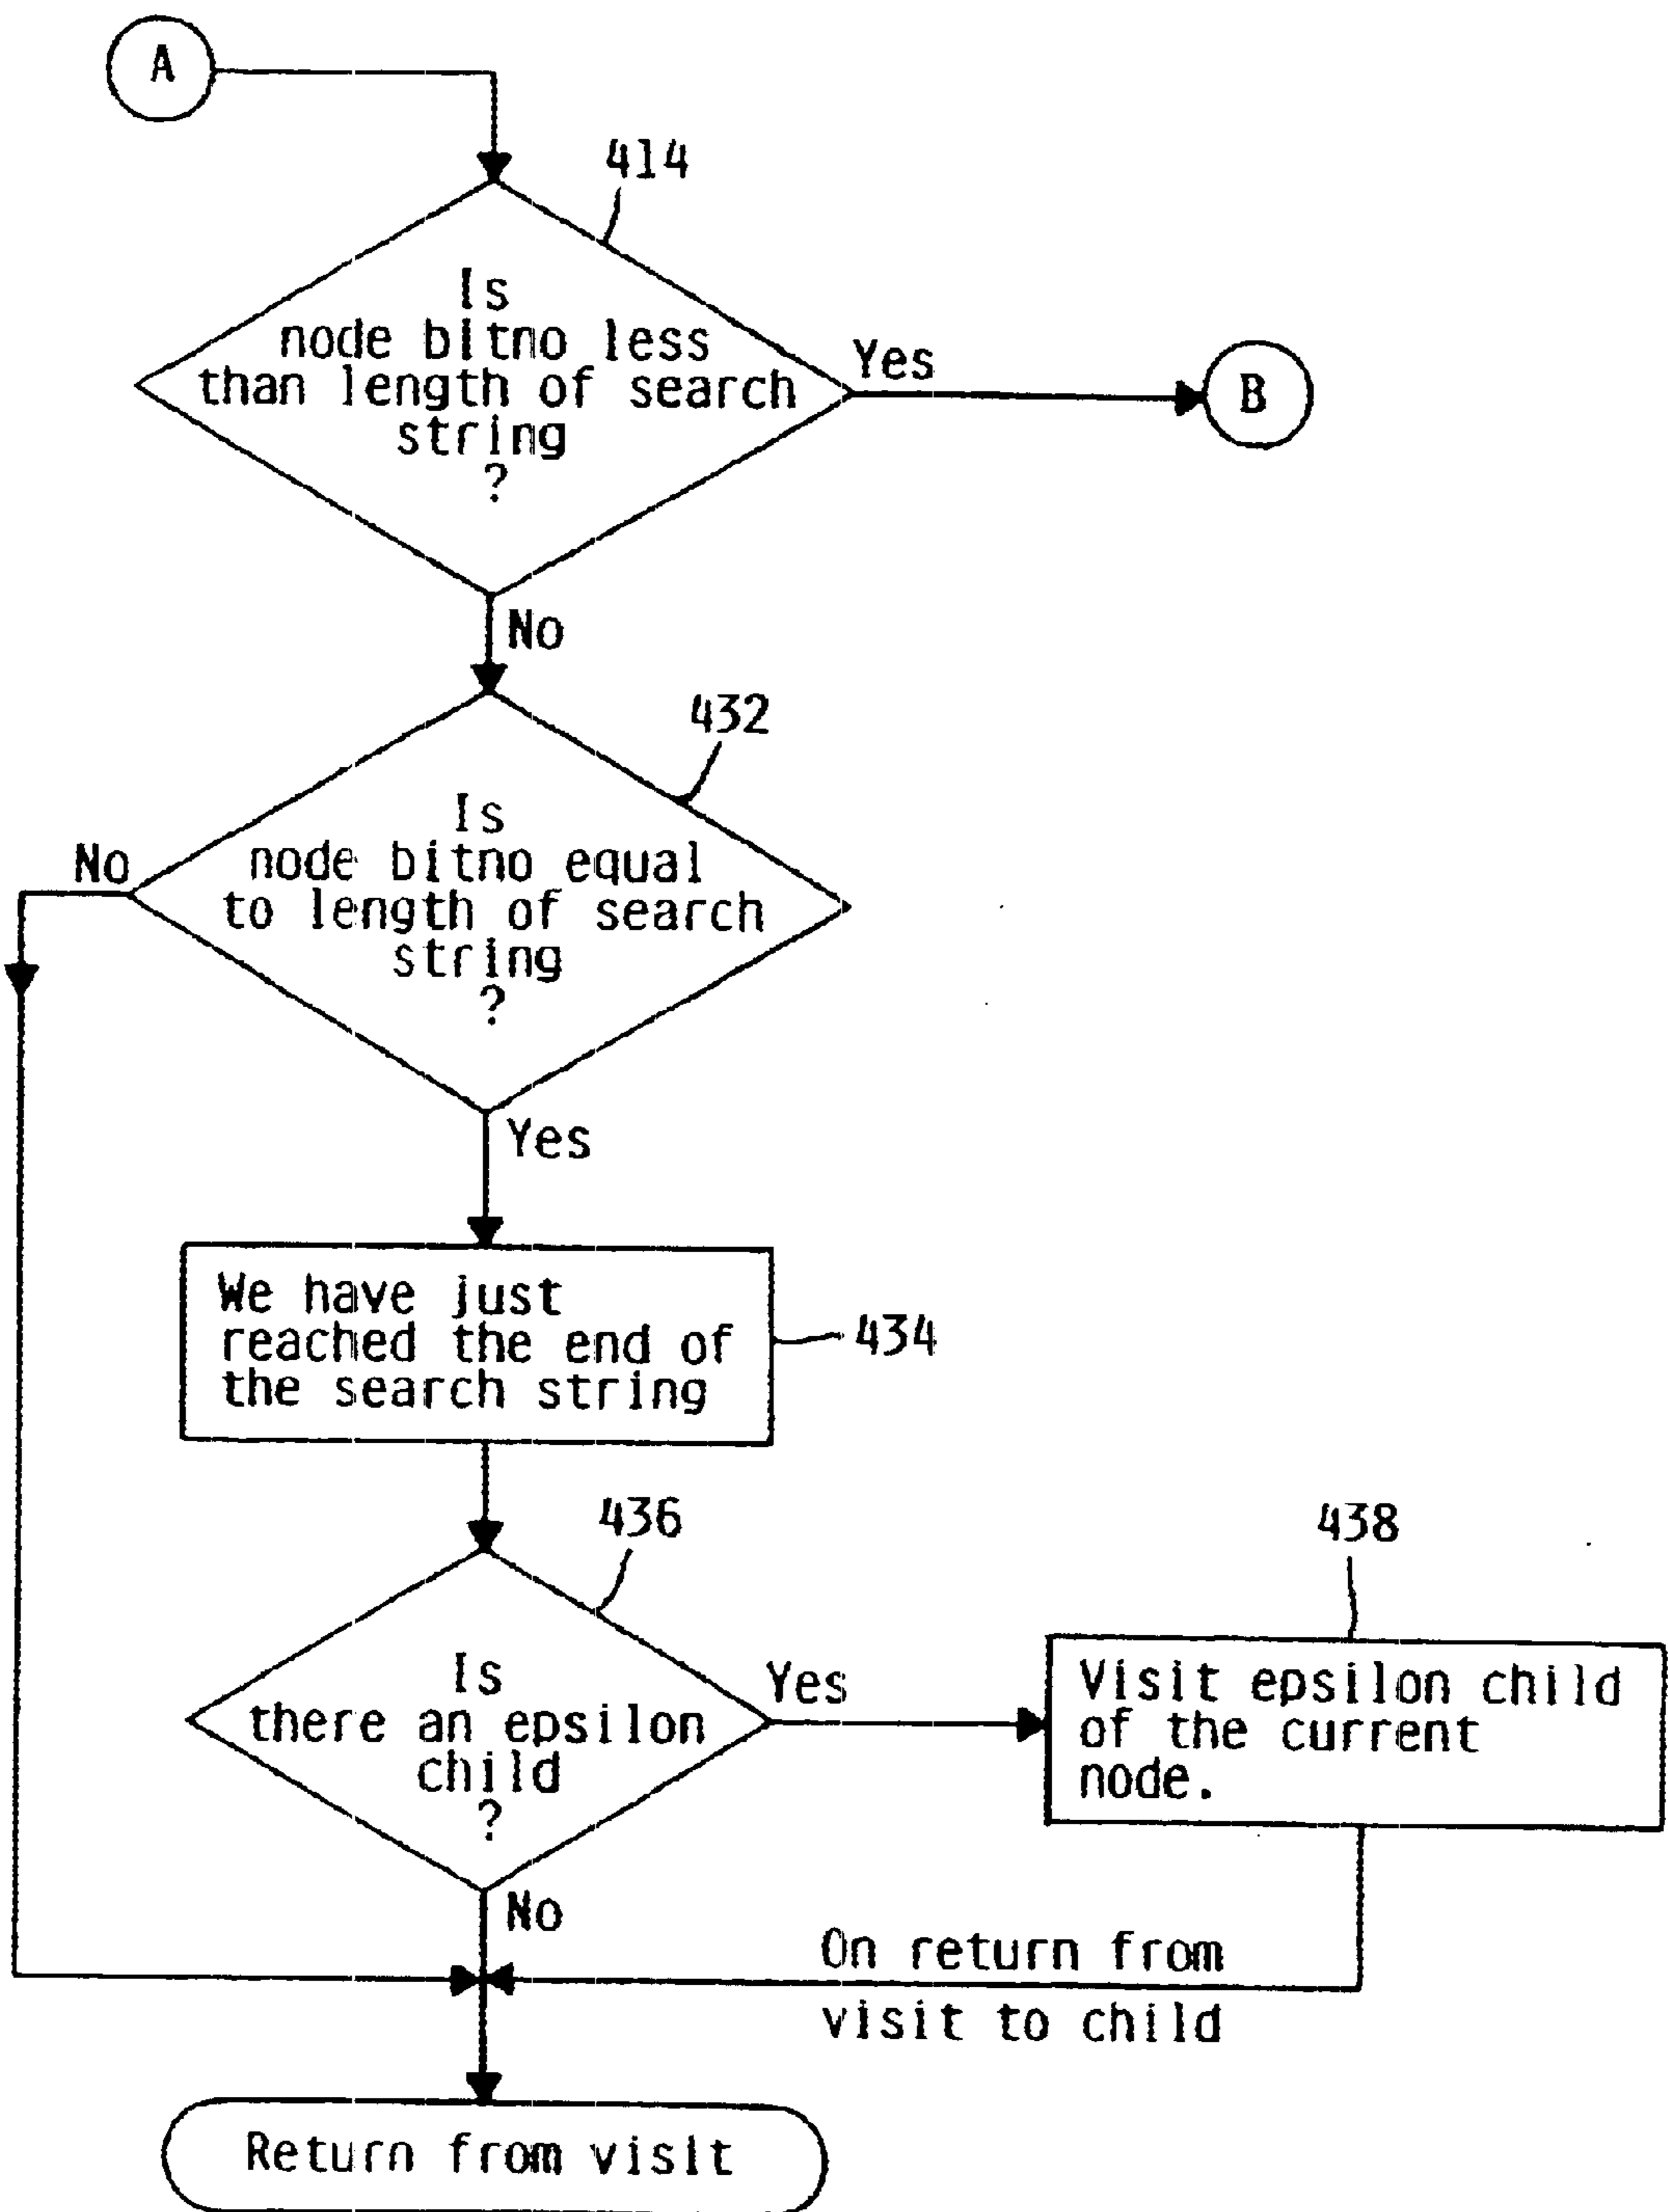 A
414
Is
node bitno less
than length of search
string
?
Yes
B
No
432
Is
node bitno equal
to length of search
string
?
No
Yes
We have just
reached the end of
the search string
434
436
Is
there an epsilon
child
?
Yes
438
Visit epsilon child
of the current
node.
No
On return from
visit to child
Return from visit